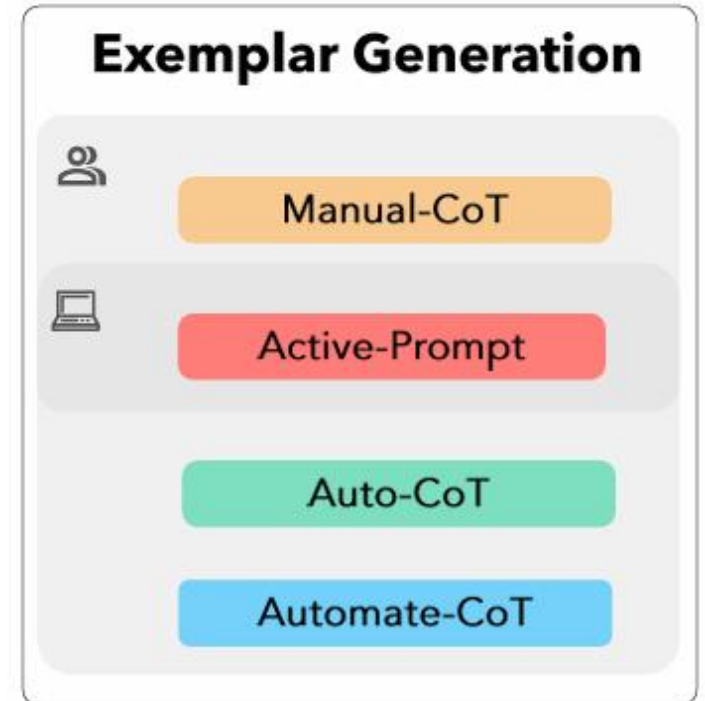 Exemplar Generation
Manual-CoT
Active-Prompt
Auto-CoT
Automate-CoT